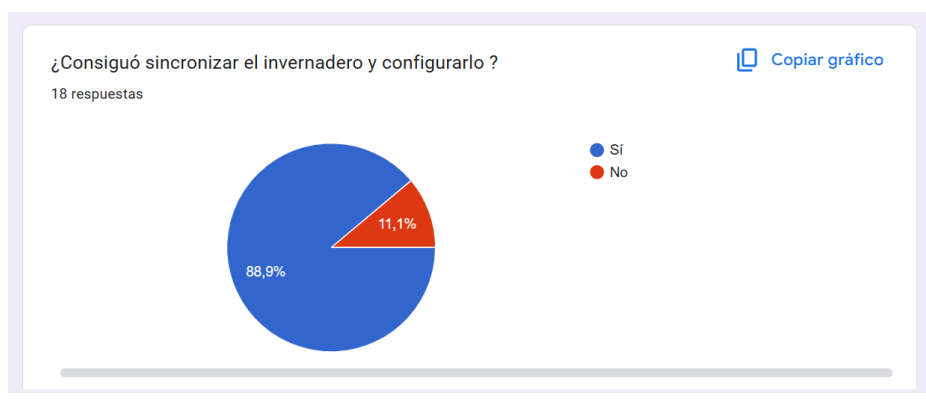 ¿Consiguó sincronizar el invernadero y configurarlo ?
Copiar gráfico
18 respuestas
Sí
No
11,1%
88,9%